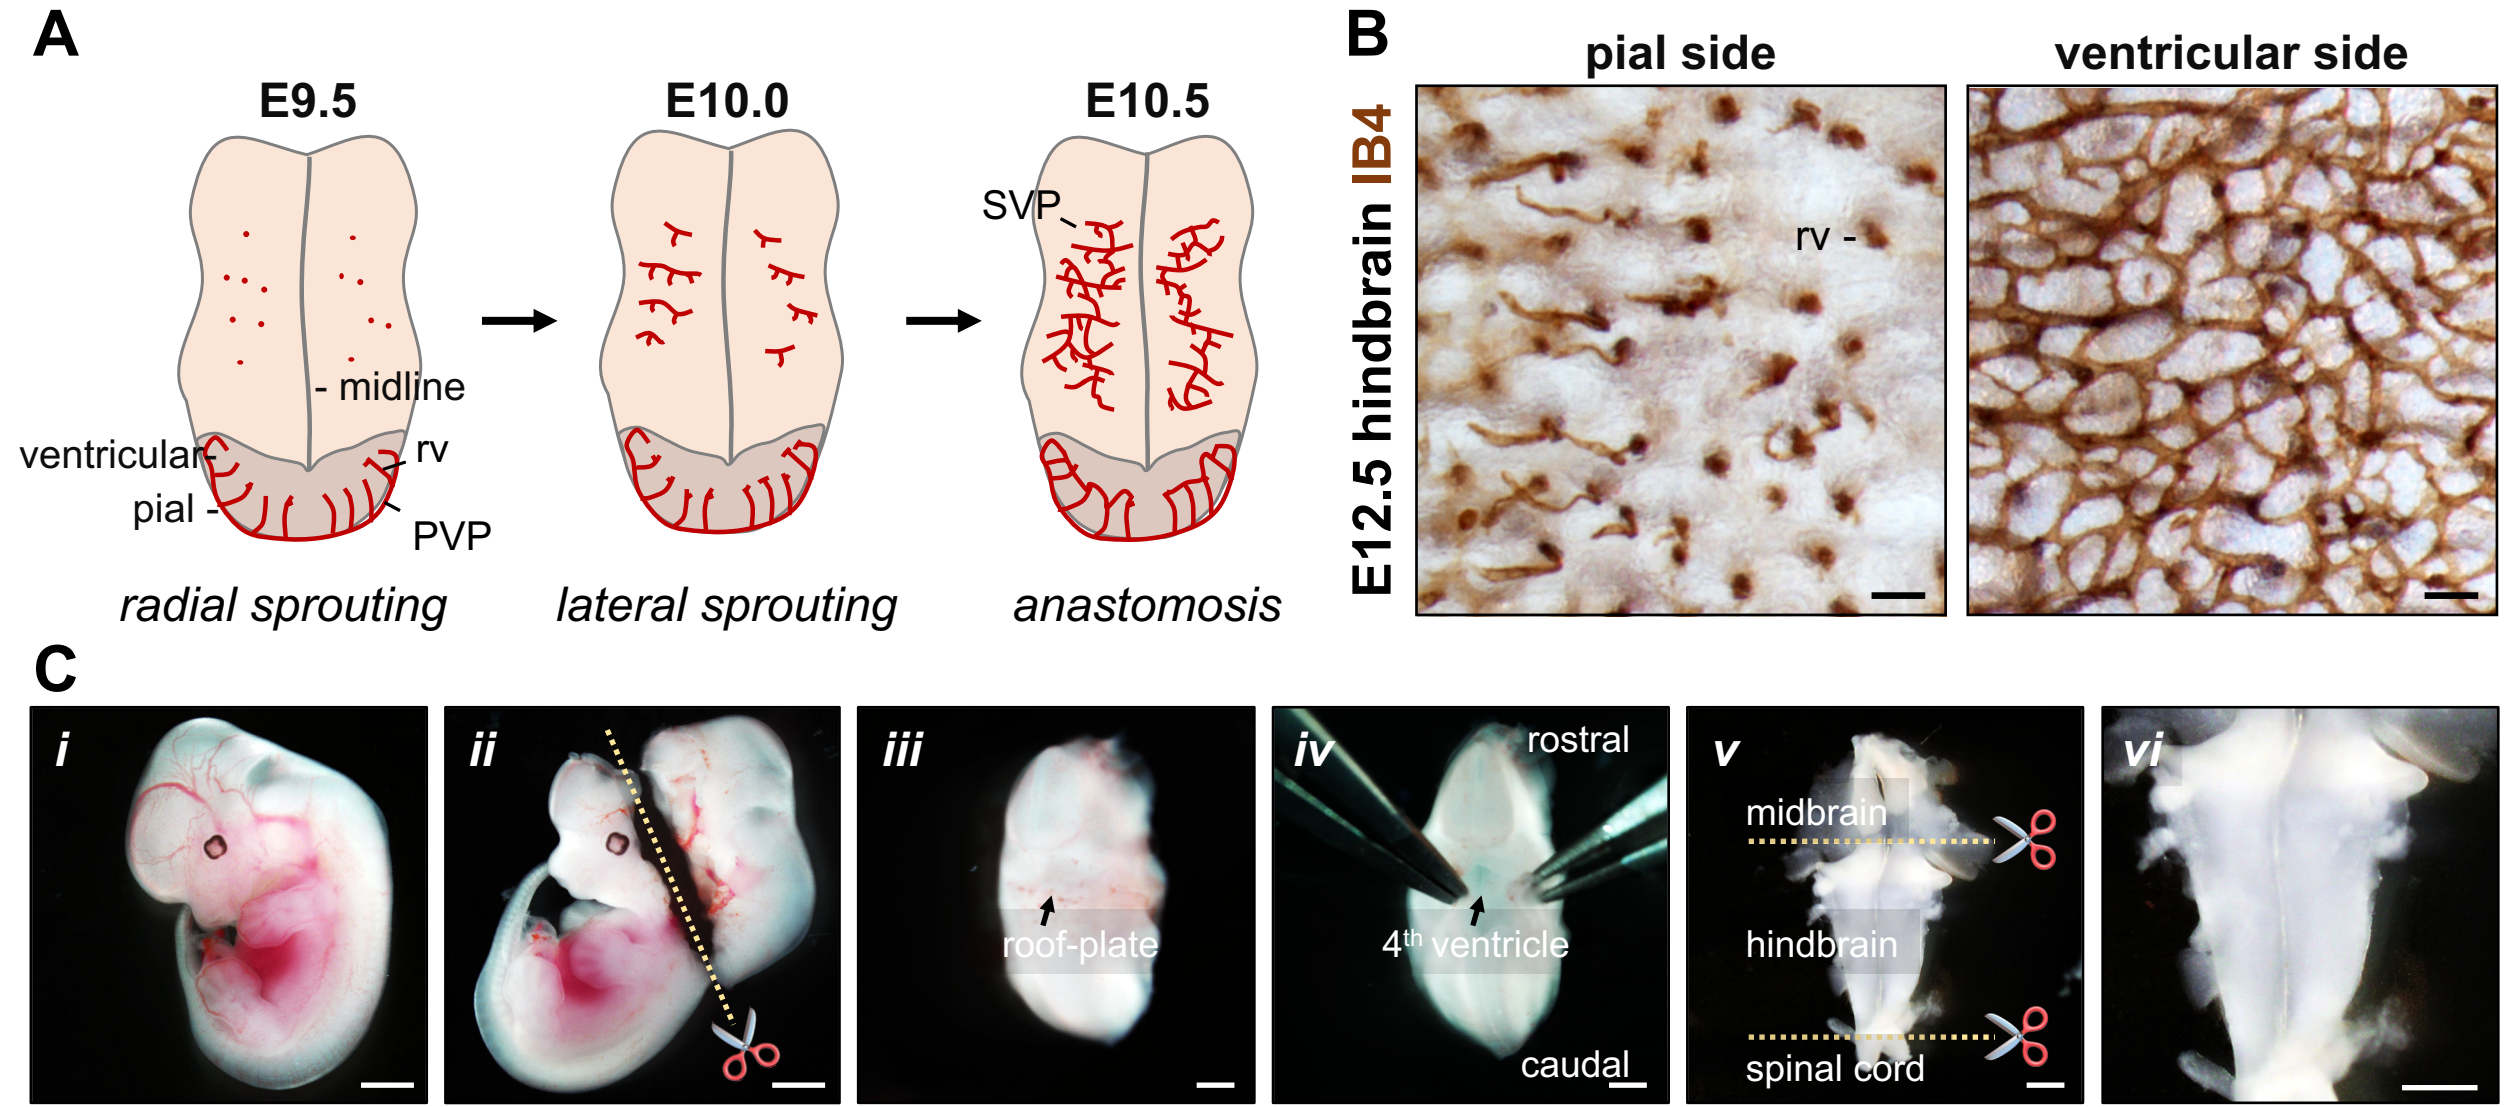 A
E9.5
E10.0
E10.5
SVP
- midline
ventricular-
rv
pial -
PVP
radial sprouting
lateral sprouting
anastomosis
B
pial side
ventricular side
E12.5 hindbrain IB4
rv -
C
i
ii
iii
roof-plate
iv
rostral
4th ventricle
caudal
v
midbrain
hindbrain
spinal cord
vi